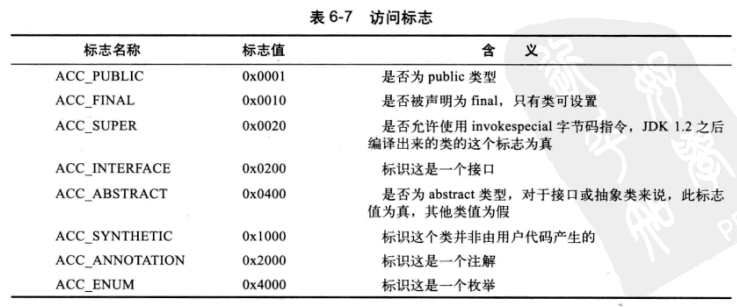 表 6-7 访问标志
标志名称 标志值 含 义
ACC_PUBLIC 0x0001 是否为 public 类型
ACC_FINAL 0x0010 是否被声明为 final，只有类可设置
ACC_SUPER 0x0020 是否允许使用 invokespecial 字节码指令，JDK 1.2 之后
编译出来的类的这个标志为真
ACC_INTERFACE 0x0200 标识这是一个接口
ACC_ABSTRACT 0x0400 是否为 abstract 类型，对于接口或抽象类来说，此标志
值为真，其他类值为假
ACC_SYNTHETIC 0x1000 标识这个类并非由用户代码产生的
ACC_ANNOTATION 0x2000 标识这是一个注解
ACC_ENUM 0x4000 标识这是一个枚举